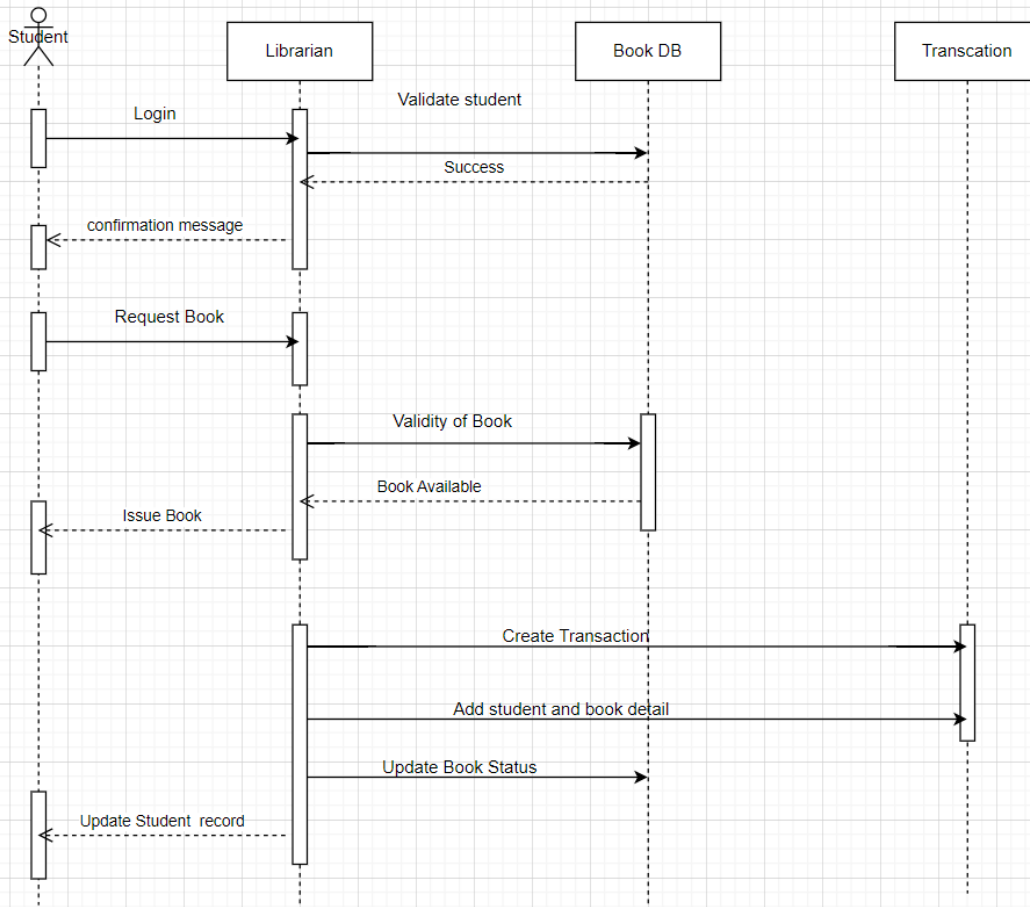 Student
Librarian
Book DB
Transcation
Validate student
Login
Success
confirmation message
Request Book
Validity of Book
Book Available
Issue Book
Create Transaction
Add student and book detail
Update Book Status
Update Student record